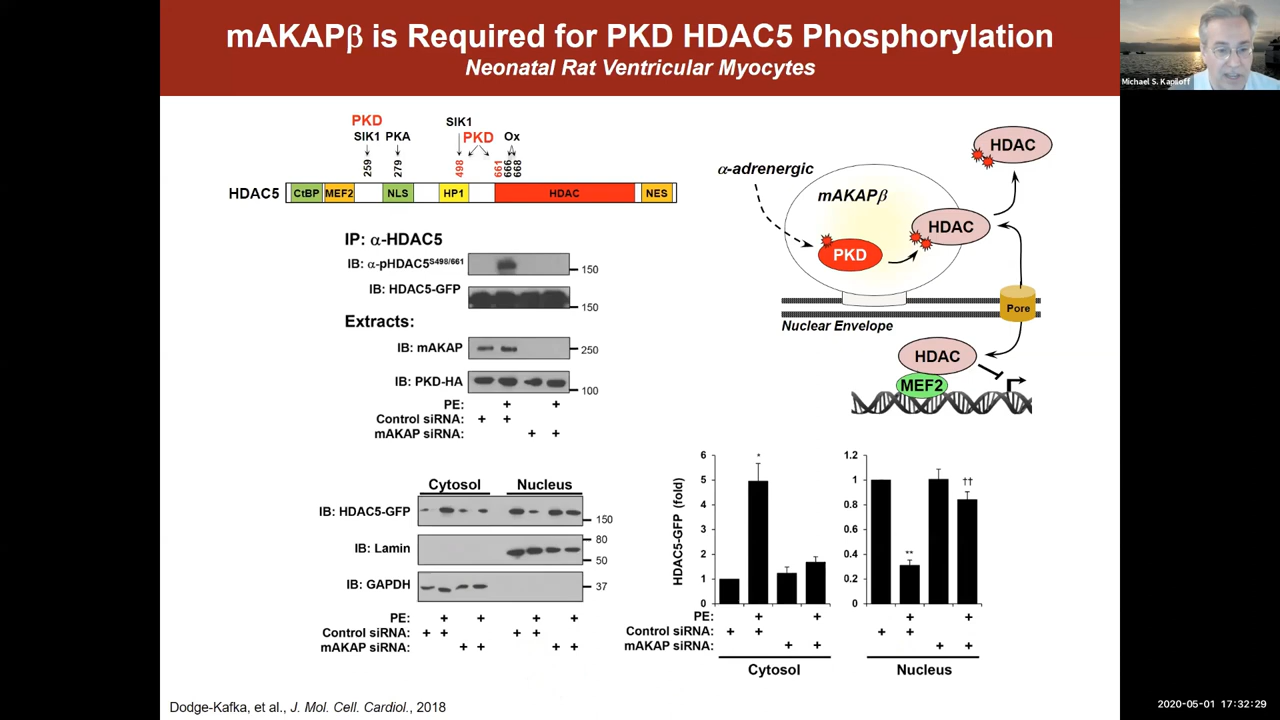 mAKAPβ is Required for PKD HDAC5 Phosphorylation
Neonatal Rat Ventricular Myocytes
Michael S. Kapiloff
PKD
SIK1
SIK1 PKA
PKD
Ox
259
279
498
661
666
668
HDAC5
CtBP
MEF2
NLS
HP1
HDAC
NES
IP: α-HDAC5
IB: α-pHDAC5S498/661
150
IB: HDAC5-GFP
150
Extracts:
IB: mAKAP
250
IB: PKD-HA
100
PE: + +
Control siRNA: + +
mAKAP siRNA: + +
α-adrenergic
mAKAPβ
HDAC
HDAC
PKD
Pore
Nuclear Envelope
HDAC
MEF2
Cytosol Nucleus
IB: HDAC5-GFP
150
IB: Lamin
80
50
IB: GAPDH
37
PE: + + + +
Control siRNA: + + + +
mAKAP siRNA: + + + +
HDAC5-GFP (fold)
6
5
4
3
2
1
0
*
1.2
1
0.8
0.6
0.4
0.2
0
**
††
PE: + + + +
Control siRNA: + + + +
mAKAP siRNA: + + + +
Cytosol Nucleus
Dodge-Kafka, et al., J. Mol. Cell. Cardiol., 2018
2020-05-01 17:32:29